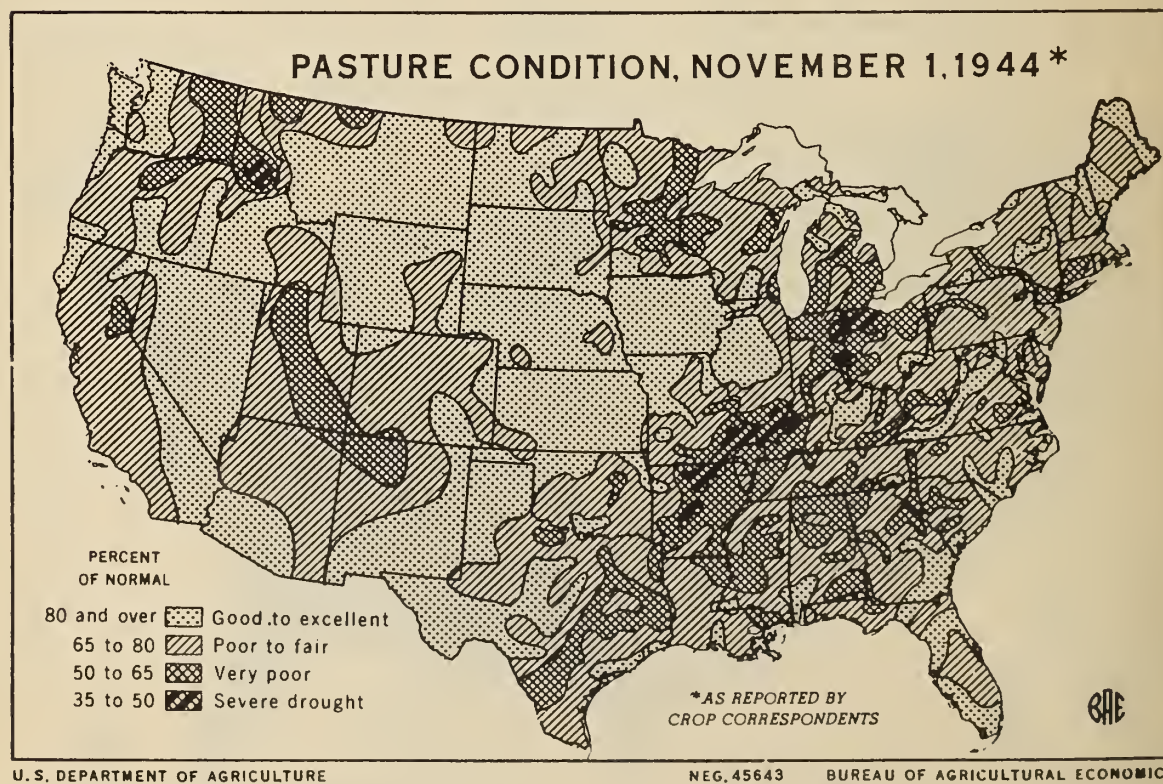 PASTURE CONDITION, NOVEMBER 1, 1944*
PERCENT
OF NORMAL
80 and over Good to excellent
65 to 80 Poor to fair
50 to 65 Very poor
35 to 50 Severe drought
*AS REPORTED BY
CROP CORRESPONDENTS
BAE
U. S. DEPARTMENT OF AGRICULTURE NEG. 45643 BUREAU OF AGRICULTURAL ECONOMIC